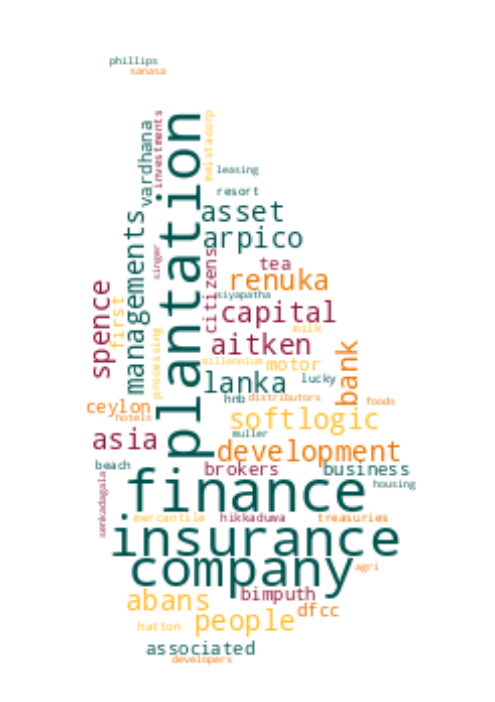 phillips
sanasa
plantation
investments
melstacorp
vardhana
leasing
resort
asset
managements
arpico
singer
citizens
tea
renuka
spence
first
siyapatha
capital
milk
processing
aitken
millennium
motor
bank
lanka
lucky
hnb
distributors
foods
ceylon
hotels
softlogic
asia
muller
development
beach
brokers
business
senkadagala
finance
housing
mercantile
hikkaduwa
treasuries
insurance
company
agri
abans
bimputh
dfcc
people
hatton
associated
developers